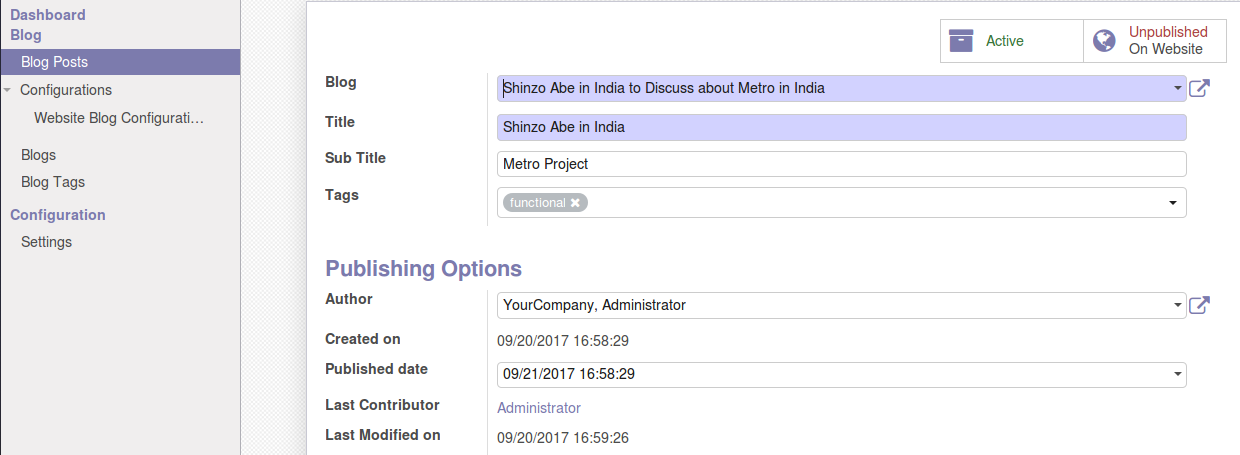 Dashboard
Blog
Blog Posts
Configurations
Website Blog Configurati…
Blogs
Blog Tags
Configuration
Settings
Active
Unpublished
On Website
Blog
Shinzo Abe in India to Discuss about Metro in India
Title
Shinzo Abe in India
Sub Title
Metro Project
Tags
functional
Publishing Options
Author
YourCompany, Administrator
Created on
09/20/2017 16:58:29
Published date
09/21/2017 16:58:29
Last Contributor
Administrator
Last Modified on
09/20/2017 16:59:26